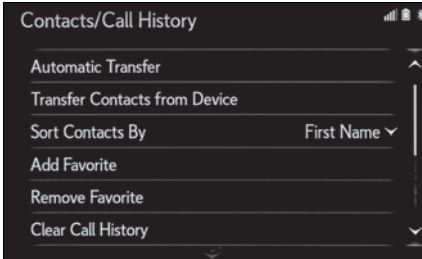 Contacts/Call History
Automatic Transfer
Transfer Contacts from Device
Sort Contacts By First Name
Add Favorite
Remove Favorite
Clear Call History